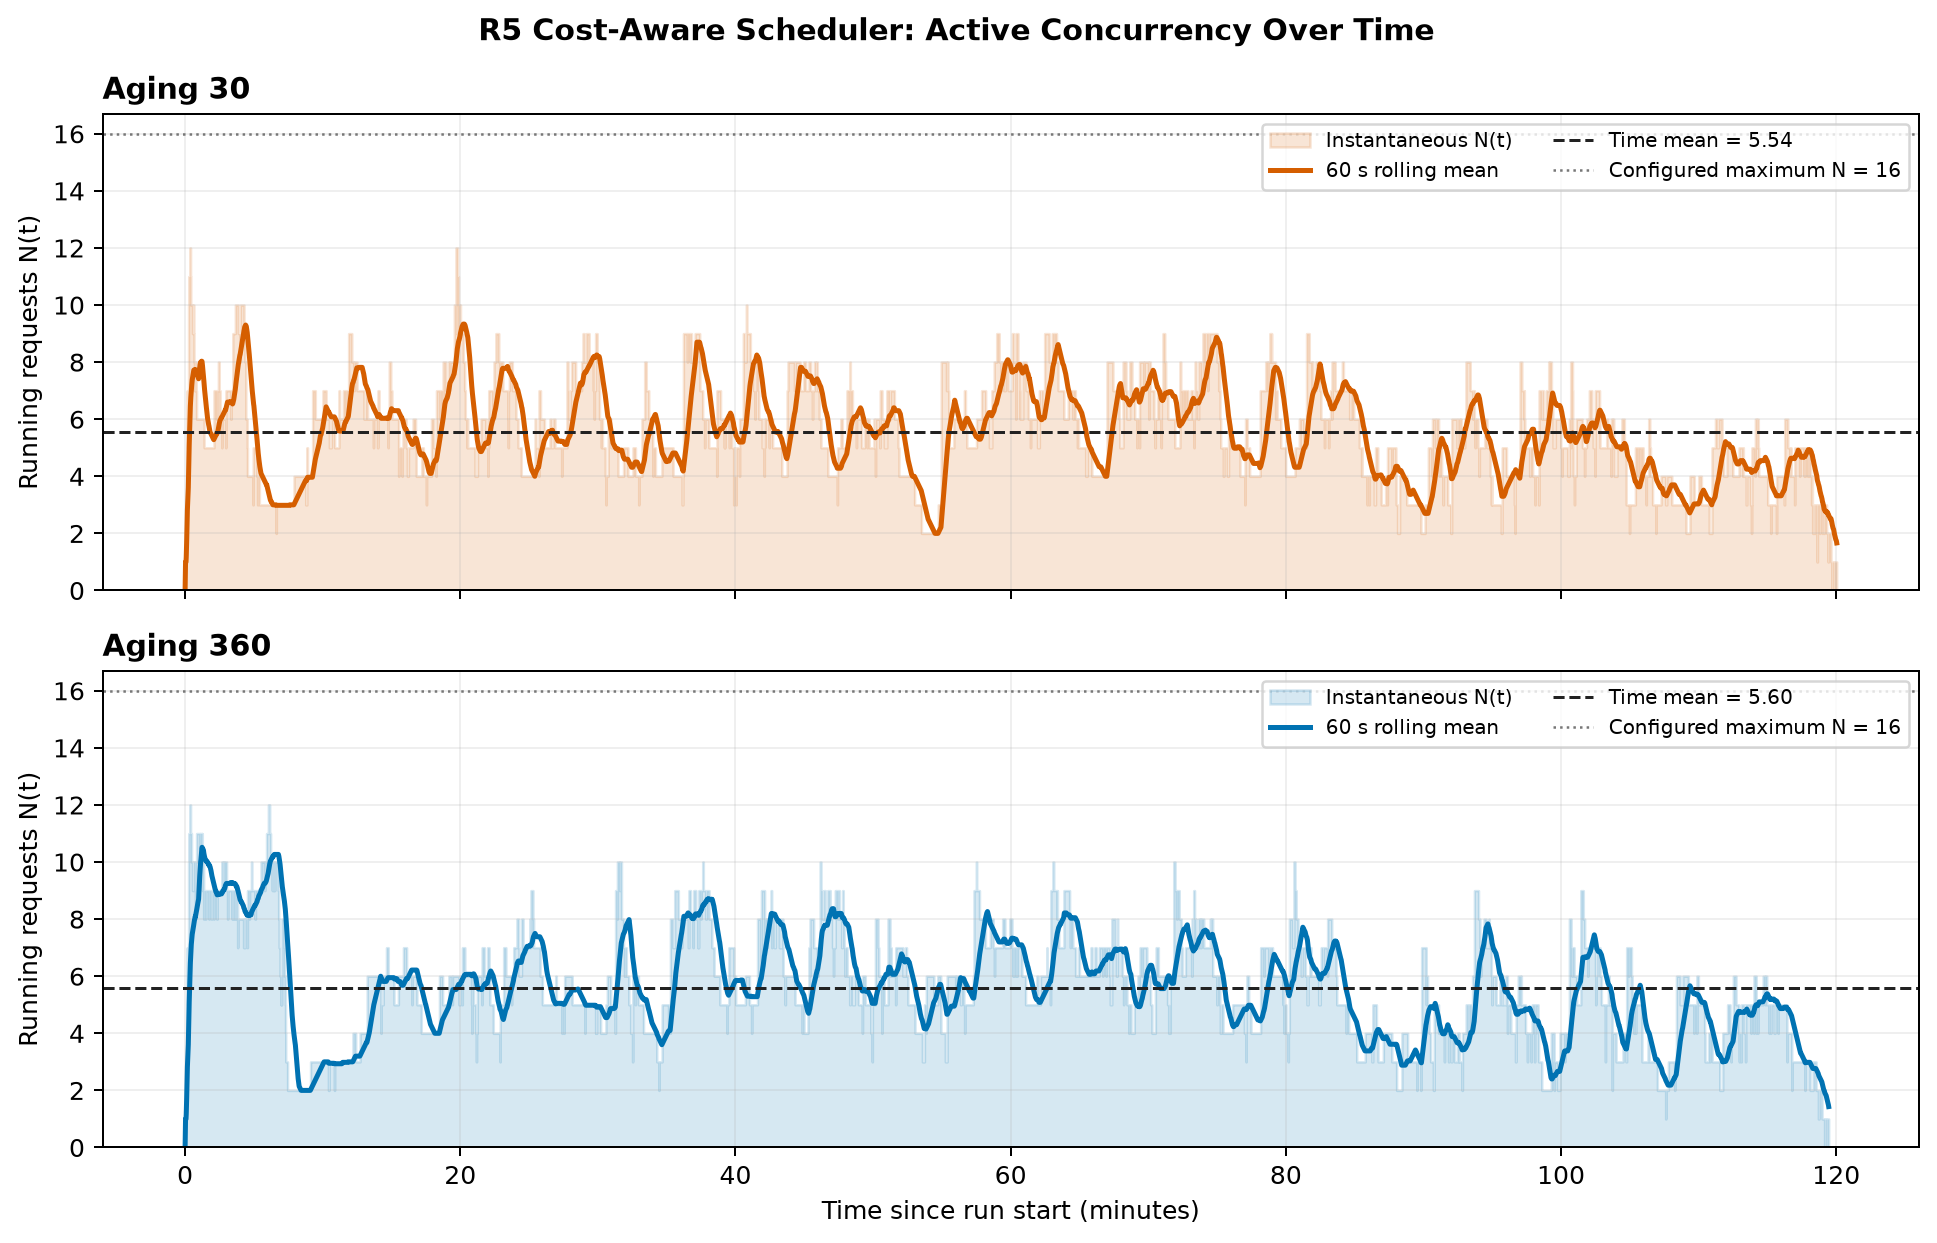 R5 Cost-Aware Scheduler: Active Concurrency Over Time
Aging 30
Running requests N(t)
16
14
12
10
8
6
4
2
0
Instantaneous N(t)
60 s rolling mean
Time mean = 5.54
Configured maximum N = 16
Aging 360
Running requests N(t)
16
14
12
10
8
6
4
2
0
Instantaneous N(t)
60 s rolling mean
Time mean = 5.60
Configured maximum N = 16
0 20 40 60 80 100 120
Time since run start (minutes)